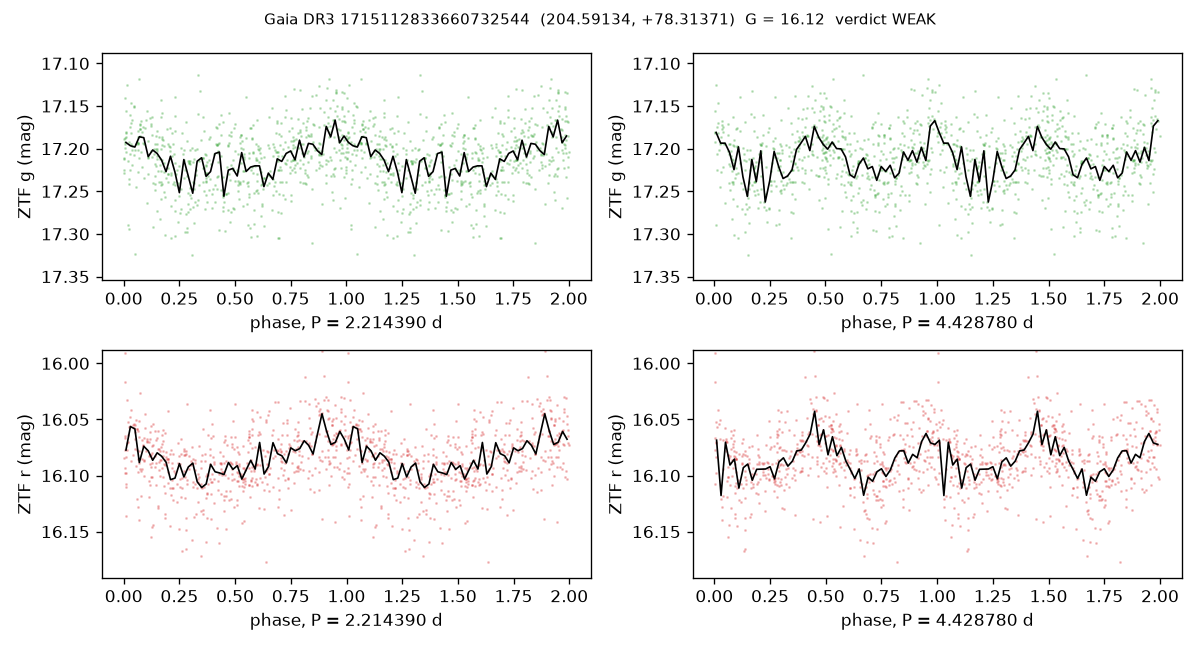 Gaia DR3 1715112833660732544 (204.59134, +78.31371) G = 16.12 verdict WEAK
17.10
17.15
17.20
17.25
17.30
17.35
ZTF g (mag)
0.00 0.25 0.50 0.75 1.00 1.25 1.50 1.75 2.00
phase, P = 2.214390 d
17.10
17.15
17.20
17.25
17.30
17.35
ZTF g (mag)
0.00 0.25 0.50 0.75 1.00 1.25 1.50 1.75 2.00
phase, P = 4.428780 d
16.00
16.05
16.10
16.15
ZTF r (mag)
0.00 0.25 0.50 0.75 1.00 1.25 1.50 1.75 2.00
phase, P = 2.214390 d
16.00
16.05
16.10
16.15
ZTF r (mag)
0.00 0.25 0.50 0.75 1.00 1.25 1.50 1.75 2.00
phase, P = 4.428780 d